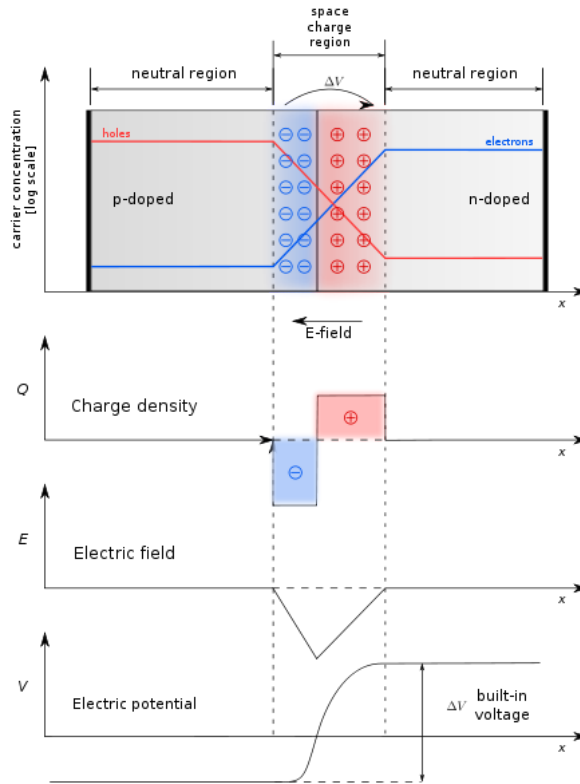 space
charge
region
neutral region
ΔV
neutral region
carrier concentration
[log scale]
holes
electrons
p-doped
n-doped
x
E-field
Q
Charge density
x
E
Electric field
x
V
Electric potential
ΔV
built-in
voltage
x